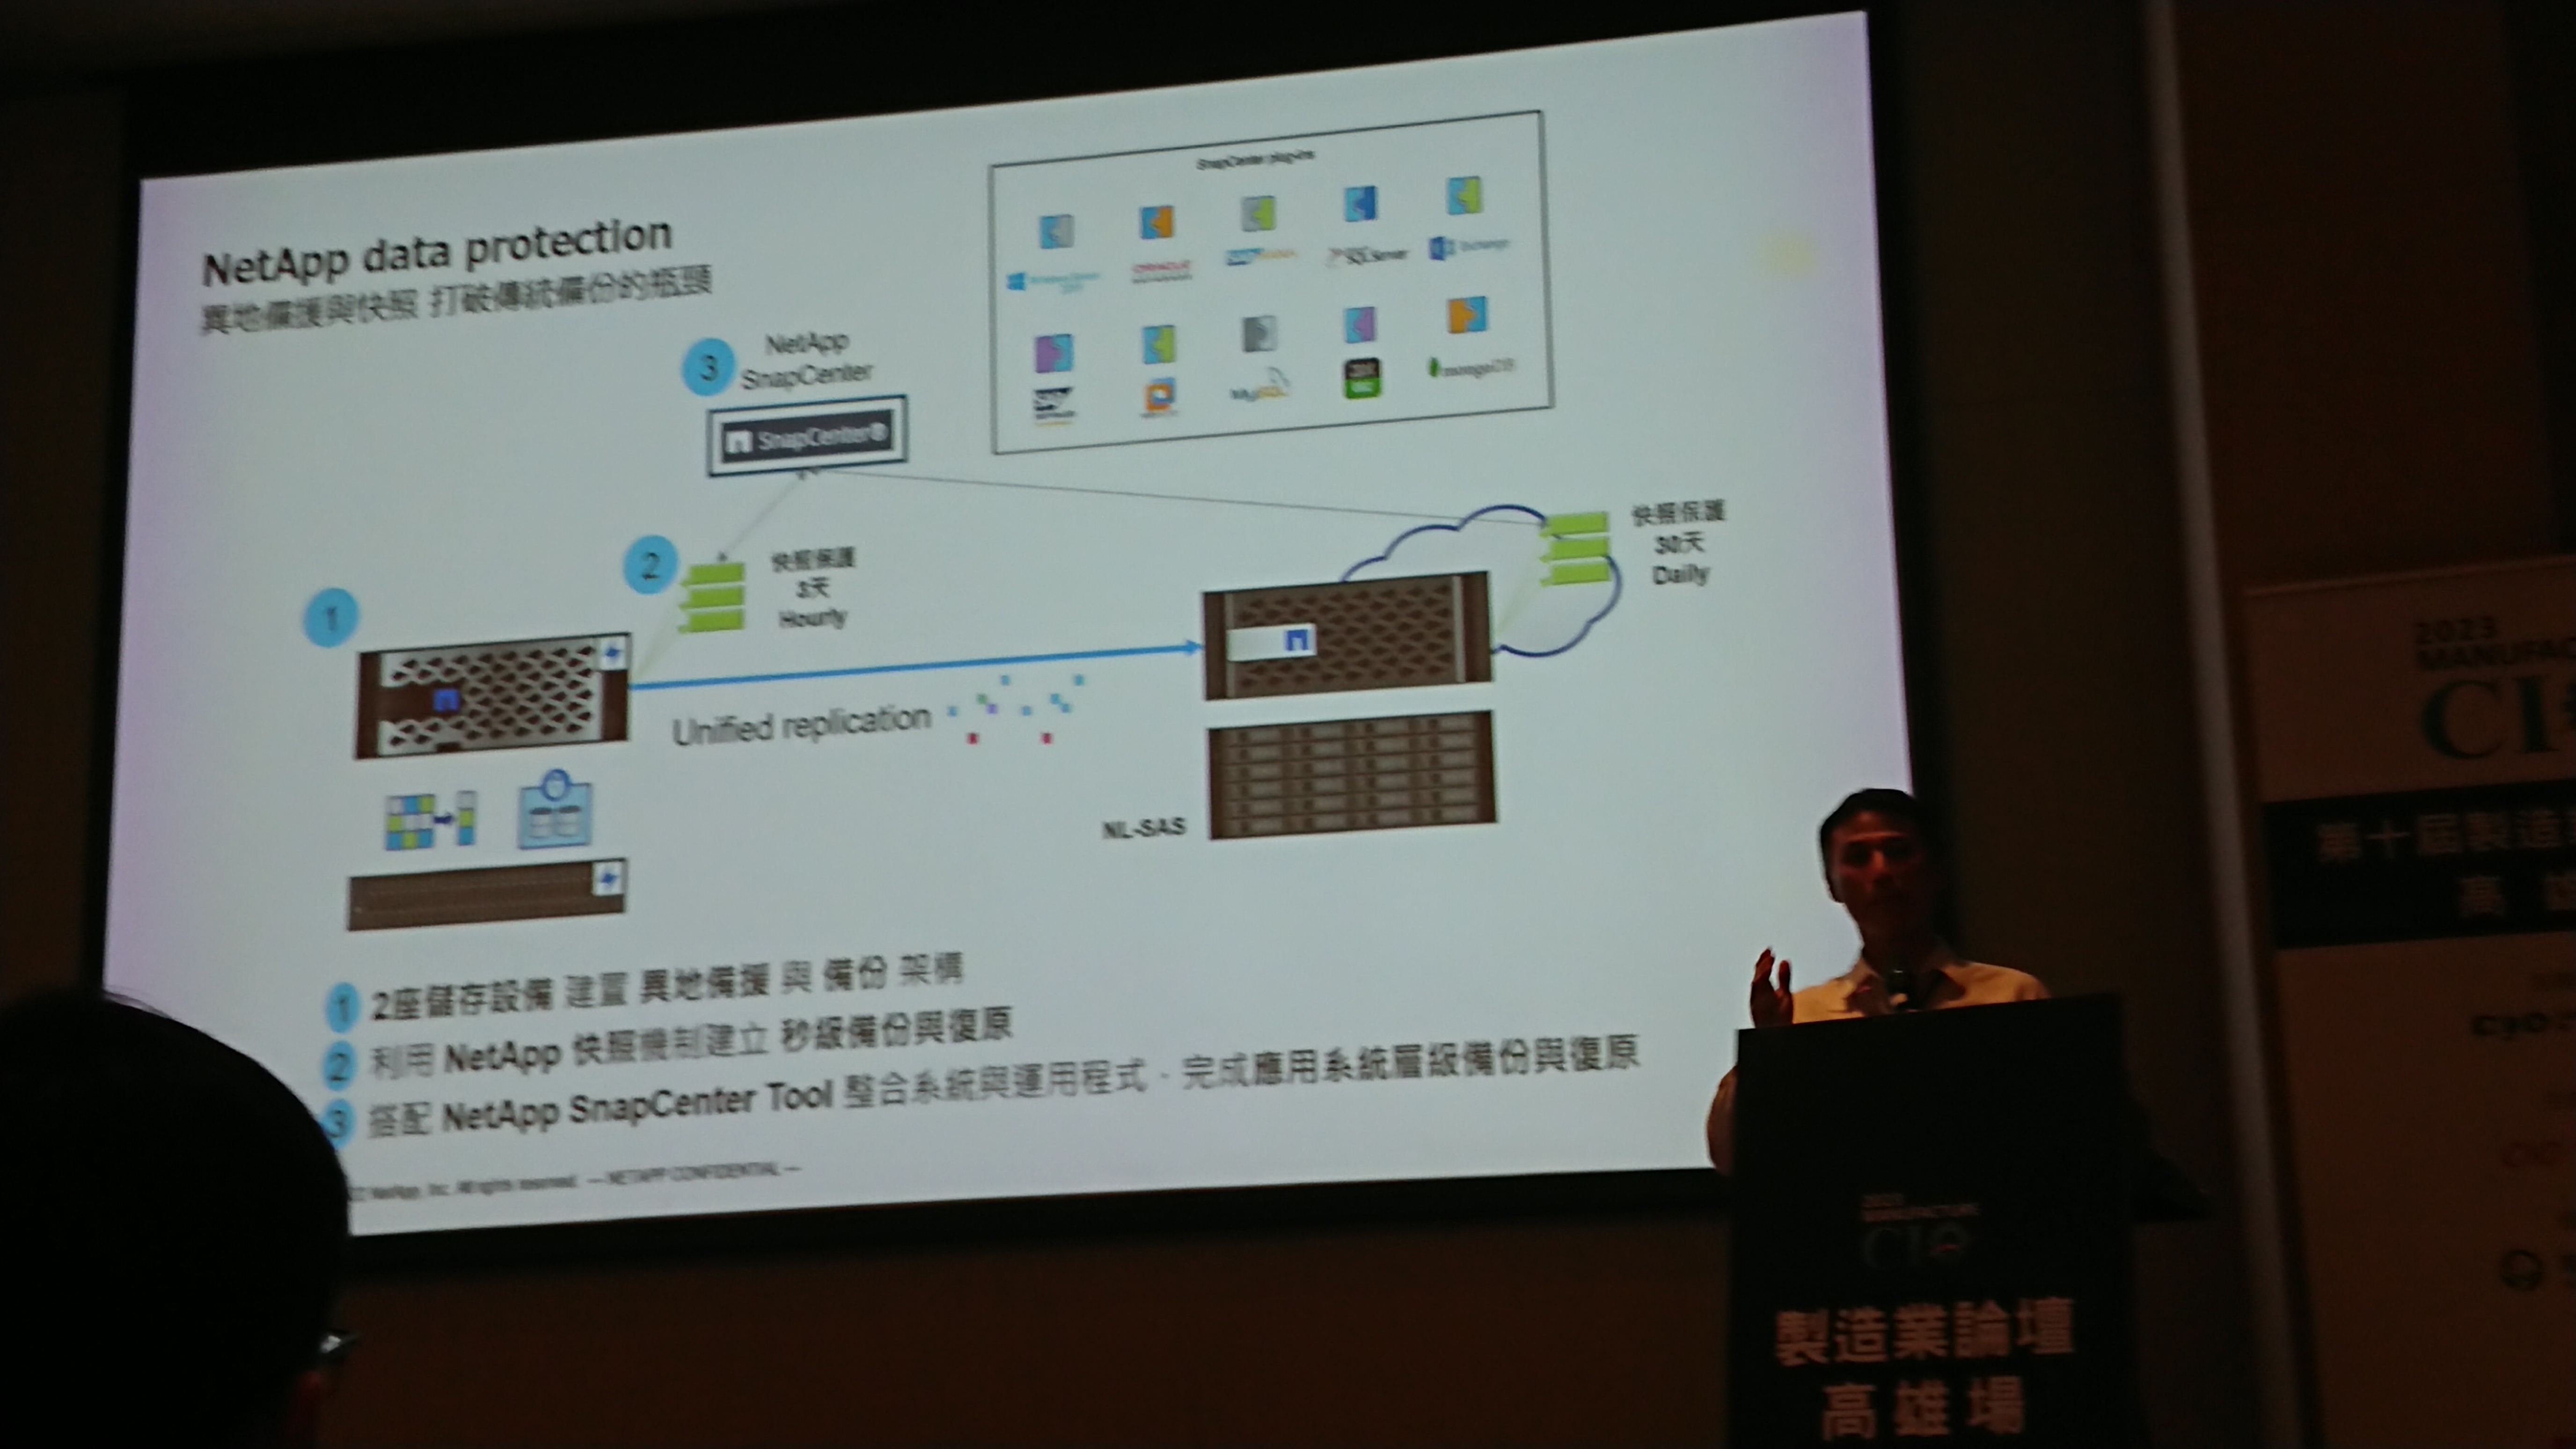 NetApp data protection
異地備援與快照 打破傳統備份的瓶頸
SnapCenter plug-ins
ORACLE
SQL Server
Exchange
SAP
MySQL
mongoDB
3
NetApp
SnapCenter
SnapCenter®
2
快照保護
3天
Hourly
快照保護
30天
Daily
1
Unified replication
NL-SAS
1 2座儲存設備 建置 異地備援 與 備份 架構
2 利用 NetApp 快照機制建立 秒級備份與復原
3 搭配 NetApp SnapCenter Tool 整合系統與運用程式，完成應用系統層級備份與復原
NetApp, Inc. All rights reserved. — NETAPP CONFIDENTIAL —
2023
MANUFAC
CI
第十屆製造
高雄
2023
MANUFACTURE
CIO
製造業論壇
高雄場